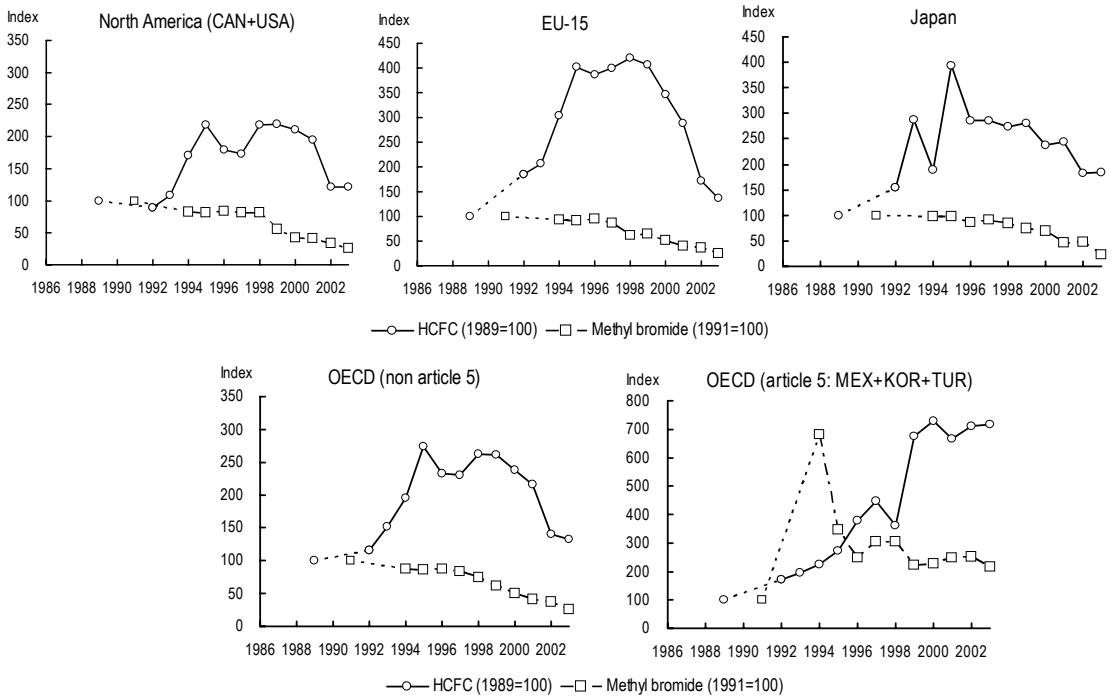 Index
North America (CAN+USA)
350
300
250
200
150
100
50
0
1986 1988 1990 1992 1994 1996 1998 2000 2002
Index
EU-15
450
400
350
300
250
200
150
100
50
0
1986 1988 1990 1992 1994 1996 1998 2000 2002
Index
Japan
450
400
350
300
250
200
150
100
50
0
1986 1988 1990 1992 1994 1996 1998 2000 2002
HCFC (1989=100) Methyl bromide (1991=100)
Index
OECD (non article 5)
350
300
250
200
150
100
50
0
1986 1988 1990 1992 1994 1996 1998 2000 2002
Index
OECD (article 5: MEX+KOR+TUR)
800
700
600
500
400
300
200
100
0
1986 1988 1990 1992 1994 1996 1998 2000 2002
HCFC (1989=100) Methyl bromide (1991=100)